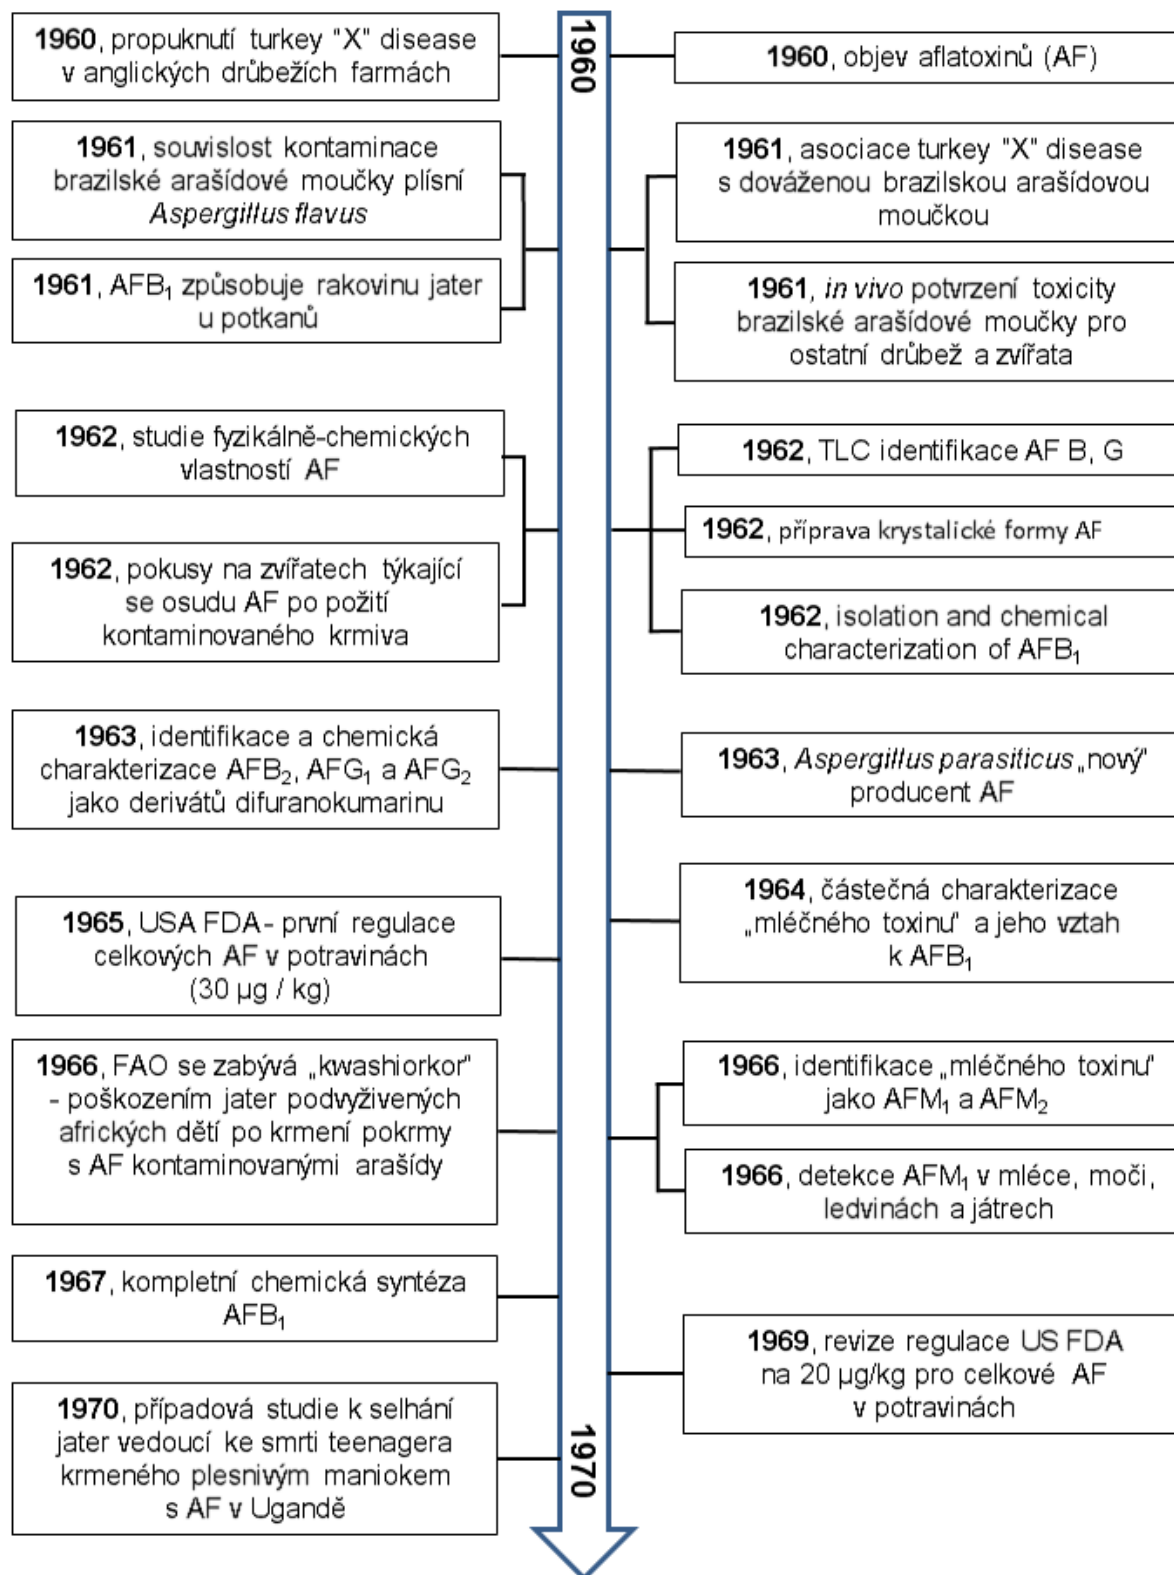 1960, propuknutí turkey "X" disease
v anglických drůbežích farmách
1960
1960, objev aflatoxinů (AF)
1961, souvislost kontaminace
brazilské arašídové moučky plísní
Aspergillus flavus
1961, asociace turkey "X" disease
s dováženou brazilskou arašídovou
moučkou
1961, AFB₁ způsobuje rakovinu jater
u potkanů
1961, in vivo potvrzení toxicity
brazilské arašídové moučky pro
ostatní drůbež a zvířata
1962, studie fyzikálně-chemických
vlastností AF
1962, TLC identifikace AF B, G
1962, příprava krystalické formy AF
1962, pokusy na zvířatech týkající
se osudu AF po požití
kontaminovaného krmiva
1962, isolation and chemical
characterization of AFB₁
1963, identifikace a chemická
charakterizace AFB₂, AFG₁ a AFG₂
jako derivátů difuranokumarinu
1963, Aspergillus parasiticus „nový"
producent AF
1964, částečná charakterizace
„mléčného toxinu" a jeho vztah
k AFB₁
1965, USA FDA- první regulace
celkových AF v potravinách
(30 µg / kg)
1966, FAO se zabývá „kwashiorkor"
- poškozením jater podvyživených
afrických dětí po krmení pokrmy
s AF kontaminovanými arašídy
1966, identifikace „mléčného toxinu"
jako AFM₁ a AFM₂
1966, detekce AFM₁ v mléce, moči,
ledvinách a játrech
1967, kompletní chemická syntéza
AFB₁
1969, revize regulace US FDA
na 20 µg/kg pro celkové AF
v potravinách
1970, případová studie k selhání
jater vedoucí ke smrti teenagera
krmeného plesnivým maniokem
s AF v Ugandě
1970